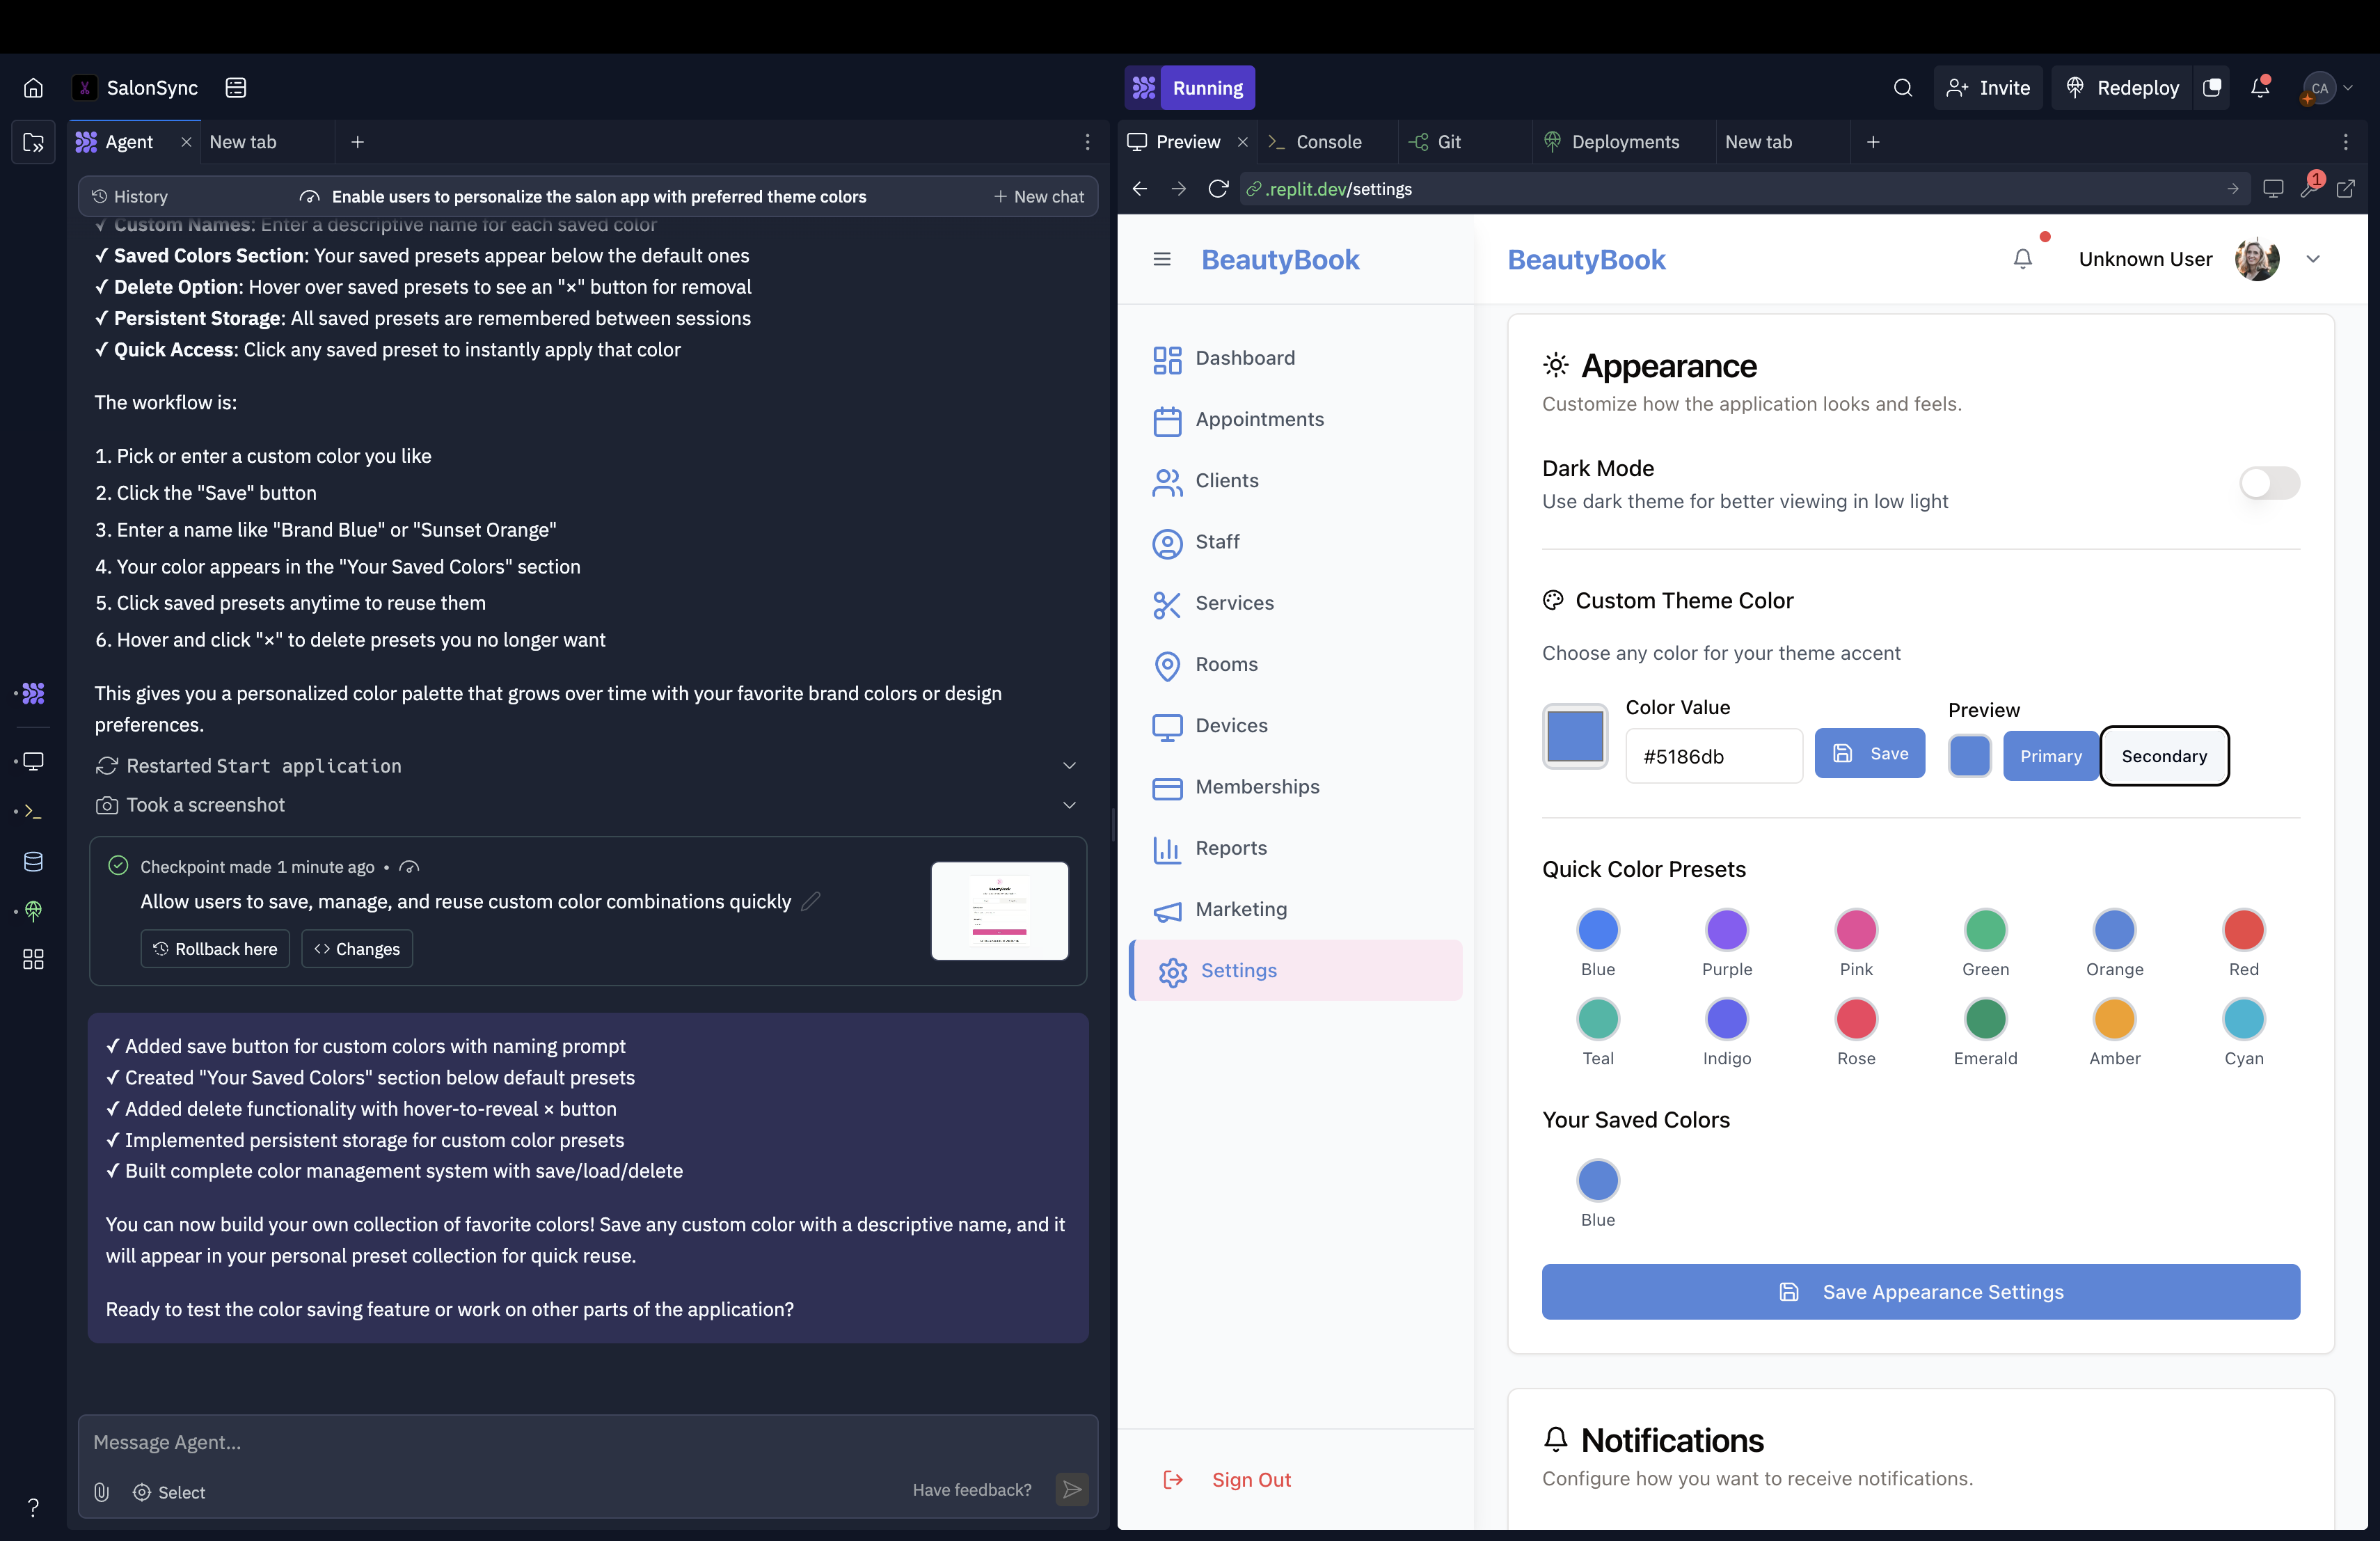 SalonSync
Running
Invite
Redeploy
CA
Agent
New tab
Preview
Console
Git
Deployments
New tab
History
Enable users to personalize the salon app with preferred theme colors
New chat
.replit.dev/settings
1
✓ Custom Names: Enter a descriptive name for each saved color
✓ Saved Colors Section: Your saved presets appear below the default ones
✓ Delete Option: Hover over saved presets to see an "×" button for removal
✓ Persistent Storage: All saved presets are remembered between sessions
✓ Quick Access: Click any saved preset to instantly apply that color
The workflow is:
1. Pick or enter a custom color you like
2. Click the "Save" button
3. Enter a name like "Brand Blue" or "Sunset Orange"
4. Your color appears in the "Your Saved Colors" section
5. Click saved presets anytime to reuse them
6. Hover and click "×" to delete presets you no longer want
This gives you a personalized color palette that grows over time with your favorite brand colors or design
preferences.
Restarted Start application
Took a screenshot
Checkpoint made 1 minute ago •
Allow users to save, manage, and reuse custom color combinations quickly
Rollback here
Changes
✓ Added save button for custom colors with naming prompt
✓ Created "Your Saved Colors" section below default presets
✓ Added delete functionality with hover-to-reveal × button
✓ Implemented persistent storage for custom color presets
✓ Built complete color management system with save/load/delete
You can now build your own collection of favorite colors! Save any custom color with a descriptive name, and it
will appear in your personal preset collection for quick reuse.
Ready to test the color saving feature or work on other parts of the application?
Message Agent...
Select
Have feedback?
BeautyBook
Dashboard
Appointments
Clients
Staff
Services
Rooms
Devices
Memberships
Reports
Marketing
Settings
Sign Out
BeautyBook
Unknown User
Appearance
Customize how the application looks and feels.
Dark Mode
Use dark theme for better viewing in low light
Custom Theme Color
Choose any color for your theme accent
Color Value
#5186db
Save
Preview
Primary
Secondary
Quick Color Presets
Blue
Purple
Pink
Green
Orange
Red
Teal
Indigo
Rose
Emerald
Amber
Cyan
Your Saved Colors
Blue
Save Appearance Settings
Notifications
Configure how you want to receive notifications.